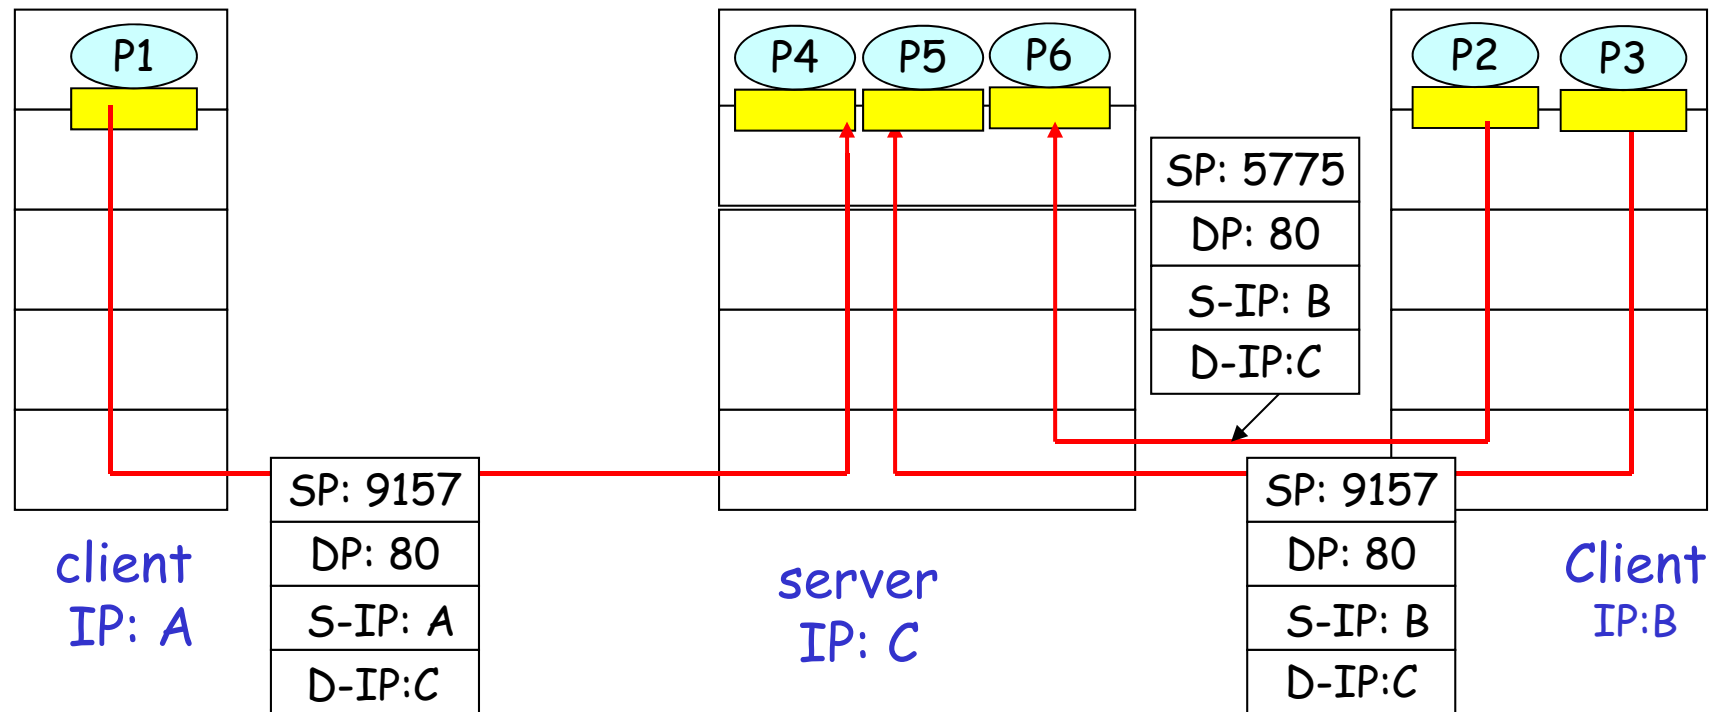 P1
P4
P5
P6
P2
P3
SP: 5775
DP: 80
S-IP: B
D-IP:C
SP: 9157
DP: 80
S-IP: A
D-IP:C
SP: 9157
DP: 80
S-IP: B
D-IP:C
client
IP: A
server
IP: C
Client
IP:B